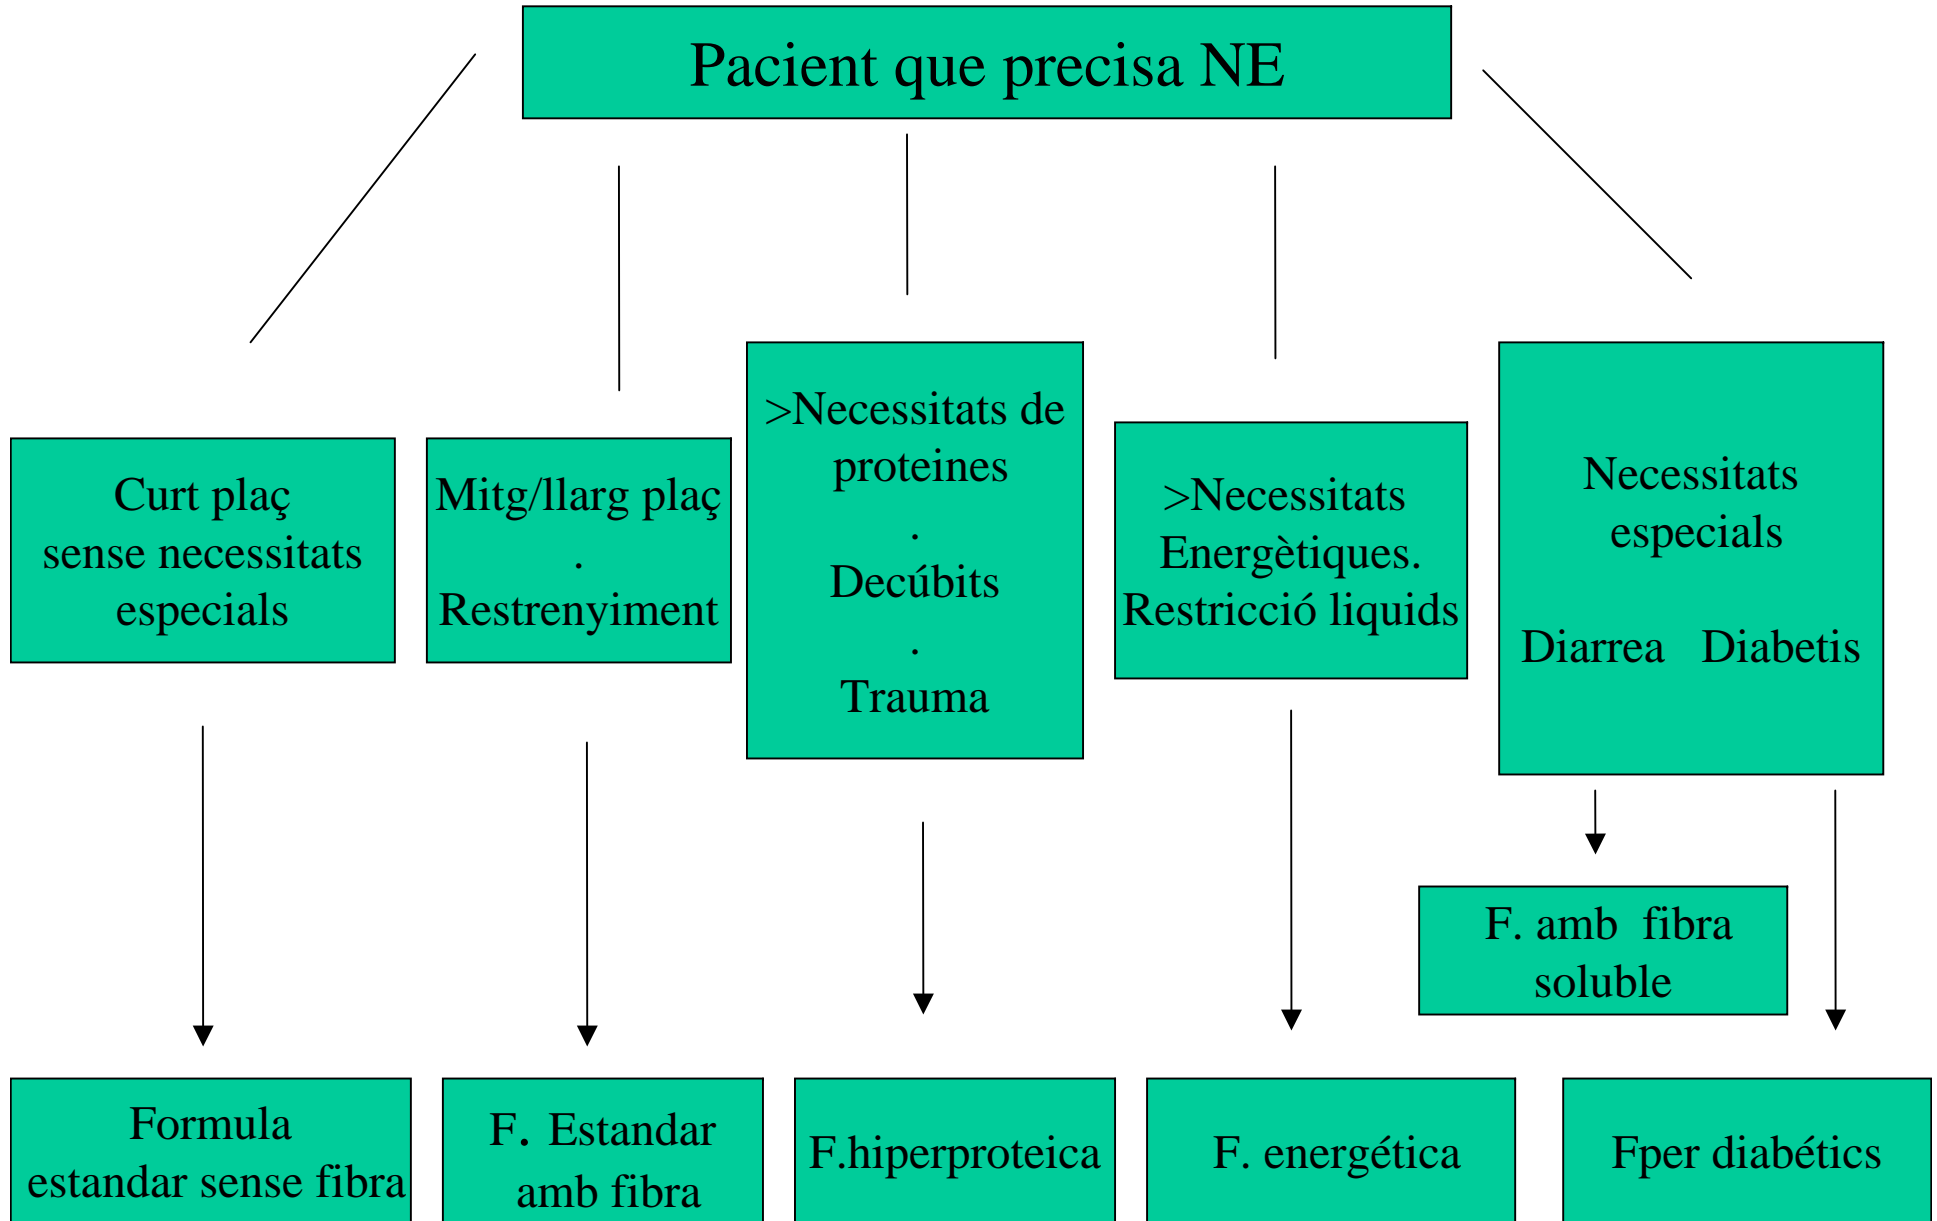 Pacient que precisa NE
Curt plaç
sense necessitats
especials
Mitg/llarg plaç
.
Restrenyiment
>Necessitats de
proteines
.
Decúbits
.
Trauma
>Necessitats
Energètiques.
Restricció liquids
Necessitats
especials
Diarrea Diabetis
F. amb fibra
soluble
Formula
estandar sense fibra
F. Estandar
amb fibra
F.hiperproteica
F. energética
Fper diabétics